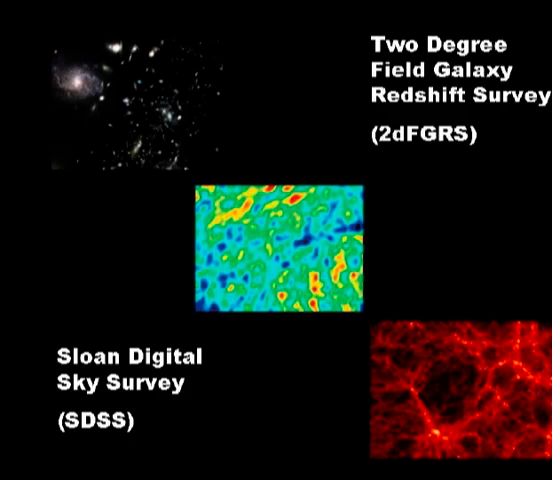 Two Degree
Field Galaxy
Redshift Survey
(2dFGRS)
Sloan Digital
Sky Survey
(SDSS)